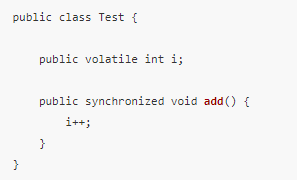 public class Test {
    public volatile int i;
    public synchronized void add() {
        i++;
    }
}